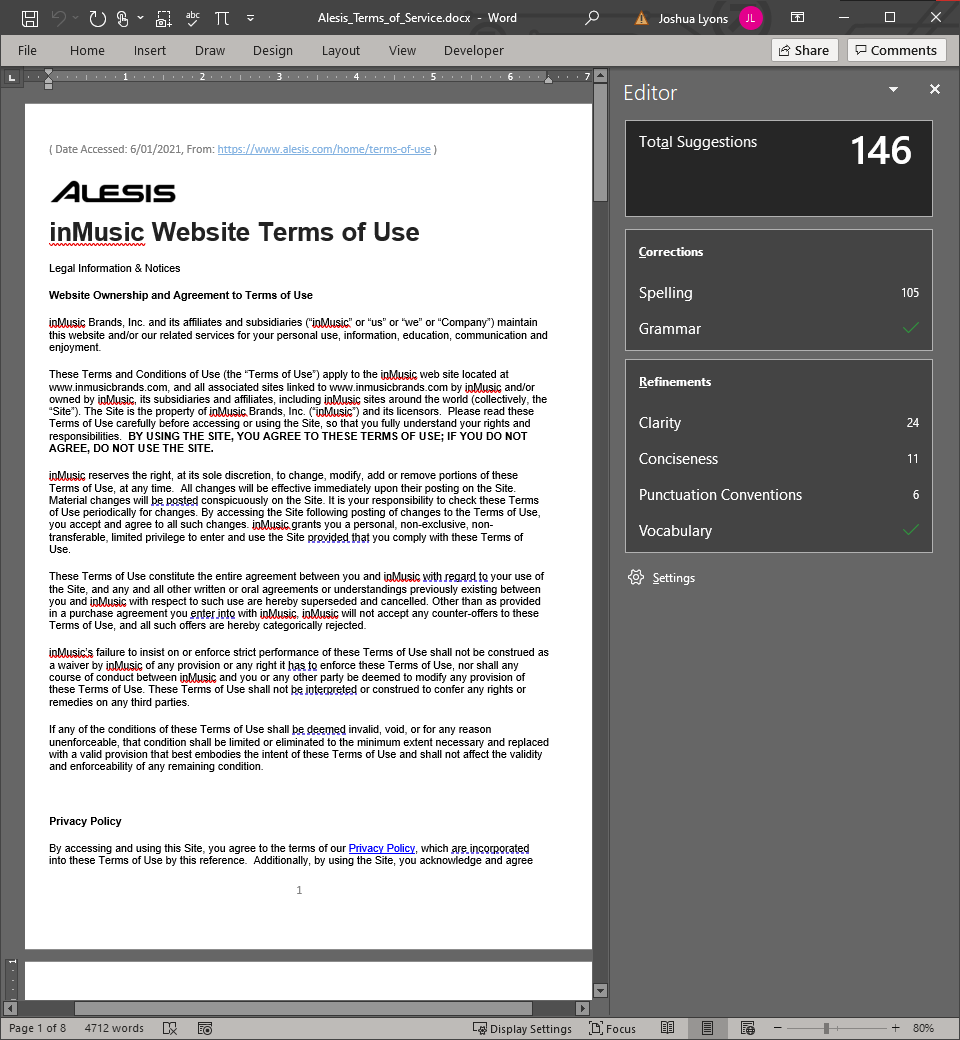 abc
Alesis_Terms_of_Service.docx - Word
Joshua Lyons
JL
File Home Insert Draw Design Layout View Developer
Share
Comments
1 2 3 4 5 6 7
( Date Accessed: 6/01/2021, From: https://www.alesis.com/home/terms-of-use )
ALESIS
inMusic Website Terms of Use
Legal Information & Notices
Website Ownership and Agreement to Terms of Use
inMusic Brands, Inc. and its affiliates and subsidiaries (“inMusic” or “us” or “we” or “Company”) maintain
this website and/or our related services for your personal use, information, education, communication and
enjoyment.
These Terms and Conditions of Use (the “Terms of Use”) apply to the inMusic web site located at
www.inmusicbrands.com, and all associated sites linked to www.inmusicbrands.com by inMusic and/or
owned by inMusic, its subsidiaries and affiliates, including inMusic sites around the world (collectively, the
“Site”). The Site is the property of inMusic Brands, Inc. (“inMusic”) and its licensors. Please read these
Terms of Use carefully before accessing or using the Site, so that you fully understand your rights and
responsibilities. BY USING THE SITE, YOU AGREE TO THESE TERMS OF USE; IF YOU DO NOT
AGREE, DO NOT USE THE SITE.
inMusic reserves the right, at its sole discretion, to change, modify, add or remove portions of these
Terms of Use, at any time. All changes will be effective immediately upon their posting on the Site.
Material changes will be posted conspicuously on the Site. It is your responsibility to check these Terms
of Use periodically for changes. By accessing the Site following posting of changes to the Terms of Use,
you accept and agree to all such changes. inMusic grants you a personal, non-exclusive, non-
transferable, limited privilege to enter and use the Site provided that you comply with these Terms of
Use.
These Terms of Use constitute the entire agreement between you and inMusic with regard to your use of
the Site, and any and all other written or oral agreements or understandings previously existing between
you and inMusic with respect to such use are hereby superseded and cancelled. Other than as provided
in a purchase agreement you enter into with inMusic, inMusic will not accept any counter-offers to these
Terms of Use, and all such offers are hereby categorically rejected.
inMusic’s failure to insist on or enforce strict performance of these Terms of Use shall not be construed as
a waiver by inMusic of any provision or any right it has to enforce these Terms of Use, nor shall any
course of conduct between inMusic and you or any other party be deemed to modify any provision of
these Terms of Use. These Terms of Use shall not be interpreted or construed to confer any rights or
remedies on any third parties.
If any of the conditions of these Terms of Use shall be deemed invalid, void, or for any reason
unenforceable, that condition shall be limited or eliminated to the minimum extent necessary and replaced
with a valid provision that best embodies the intent of these Terms of Use and shall not affect the validity
and enforceability of any remaining condition.
Privacy Policy
By accessing and using this Site, you agree to the terms of our Privacy Policy, which are incorporated
into these Terms of Use by this reference. Additionally, by using the Site, you acknowledge and agree
1
Editor
Total Suggestions 146
Corrections
Spelling 105
Grammar
Refinements
Clarity 24
Conciseness 11
Punctuation Conventions 6
Vocabulary
Settings
1
Page 1 of 8 4712 words Display Settings Focus 80%